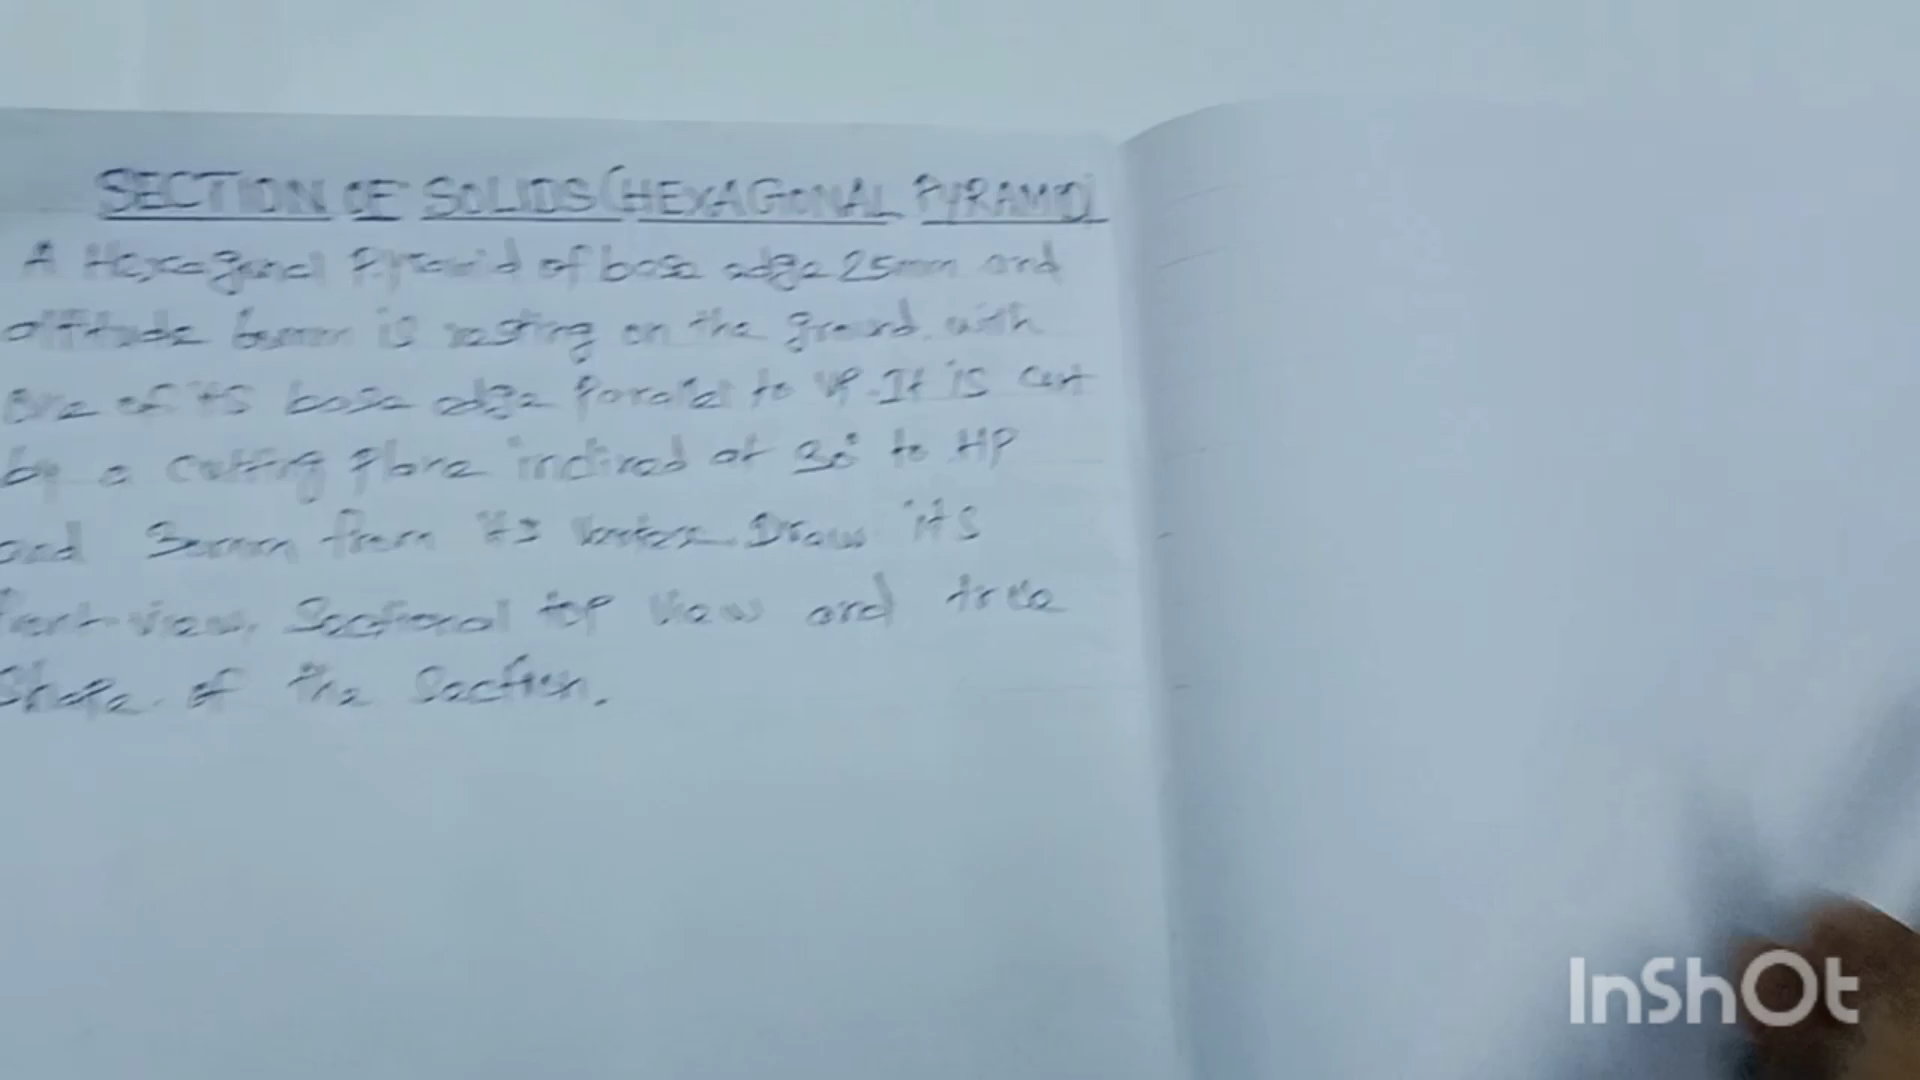 SECTION OF SOLIDS (HEXAGONAL PYRAMID)
A Hexagonal Pyramid of base edge 25mm and
altitude 60mm is resting on the ground with
one of its base edge parallel to VP. It is cut
by a cutting plane inclined at 30° to HP
and 30mm from its vertex. Draw its
front view, Sectional top view and true
Shape of the Section.
InShOt